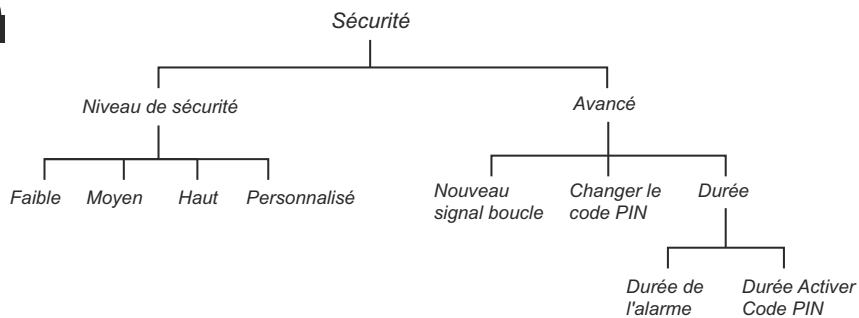 Sécurité
Niveau de sécurité
Avancé
Faible
Moyen
Haut
Personnalisé
Nouveau
signal boucle
Changer le
code PIN
Durée
Durée de
l'alarme
Durée Activer
Code PIN